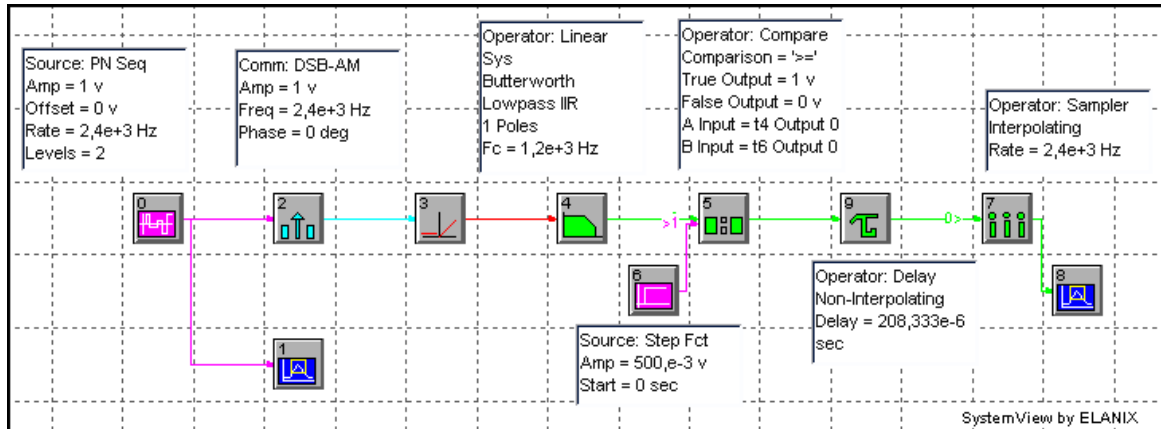 Source: PN Seq
Amp = 1 v
Offset = 0 v
Rate = 2,4e+3 Hz
Levels = 2
Comm: DSB-AM
Amp = 1 v
Freq = 2,4e+3 Hz
Phase = 0 deg
Operator: Linear
Sys
Butterworth
Lowpass IIR
1 Poles
Fc = 1,2e+3 Hz
Operator: Compare
Comparison = '>='
True Output = 1 v
False Output = 0 v
A Input = t4 Output 0
B Input = t6 Output 0
Operator: Sampler
Interpolating
Rate = 2,4e+3 Hz
0
2
3
4
>1
5
9
0>
7
6
8
1
Source: Step Fct
Amp = 500,e-3 v
Start = 0 sec
Operator: Delay
Non-Interpolating
Delay = 208,333e-6
sec
SystemView by ELANIX